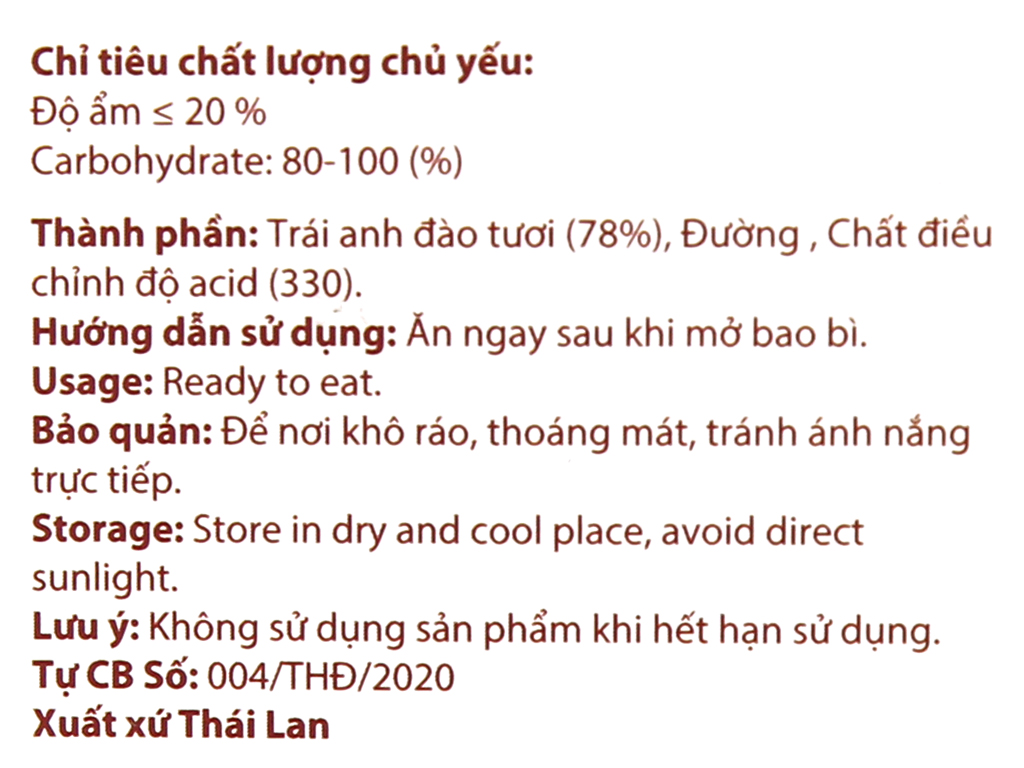 Chỉ tiêu chất lượng chủ yếu:
Độ ẩm ≤ 20 %
Carbohydrate: 80-100 (%)
Thành phần: Trái anh đào tươi (78%), Đường , Chất điều
chỉnh độ acid (330).
Hướng dẫn sử dụng: Ăn ngay sau khi mở bao bì.
Usage: Ready to eat.
Bảo quản: Để nơi khô ráo, thoáng mát, tránh ánh nắng
trực tiếp.
Storage: Store in dry and cool place, avoid direct
sunlight.
Lưu ý: Không sử dụng sản phẩm khi hết hạn sử dụng.
Tự CB Số: 004/THĐ/2020
Xuất xứ Thái Lan